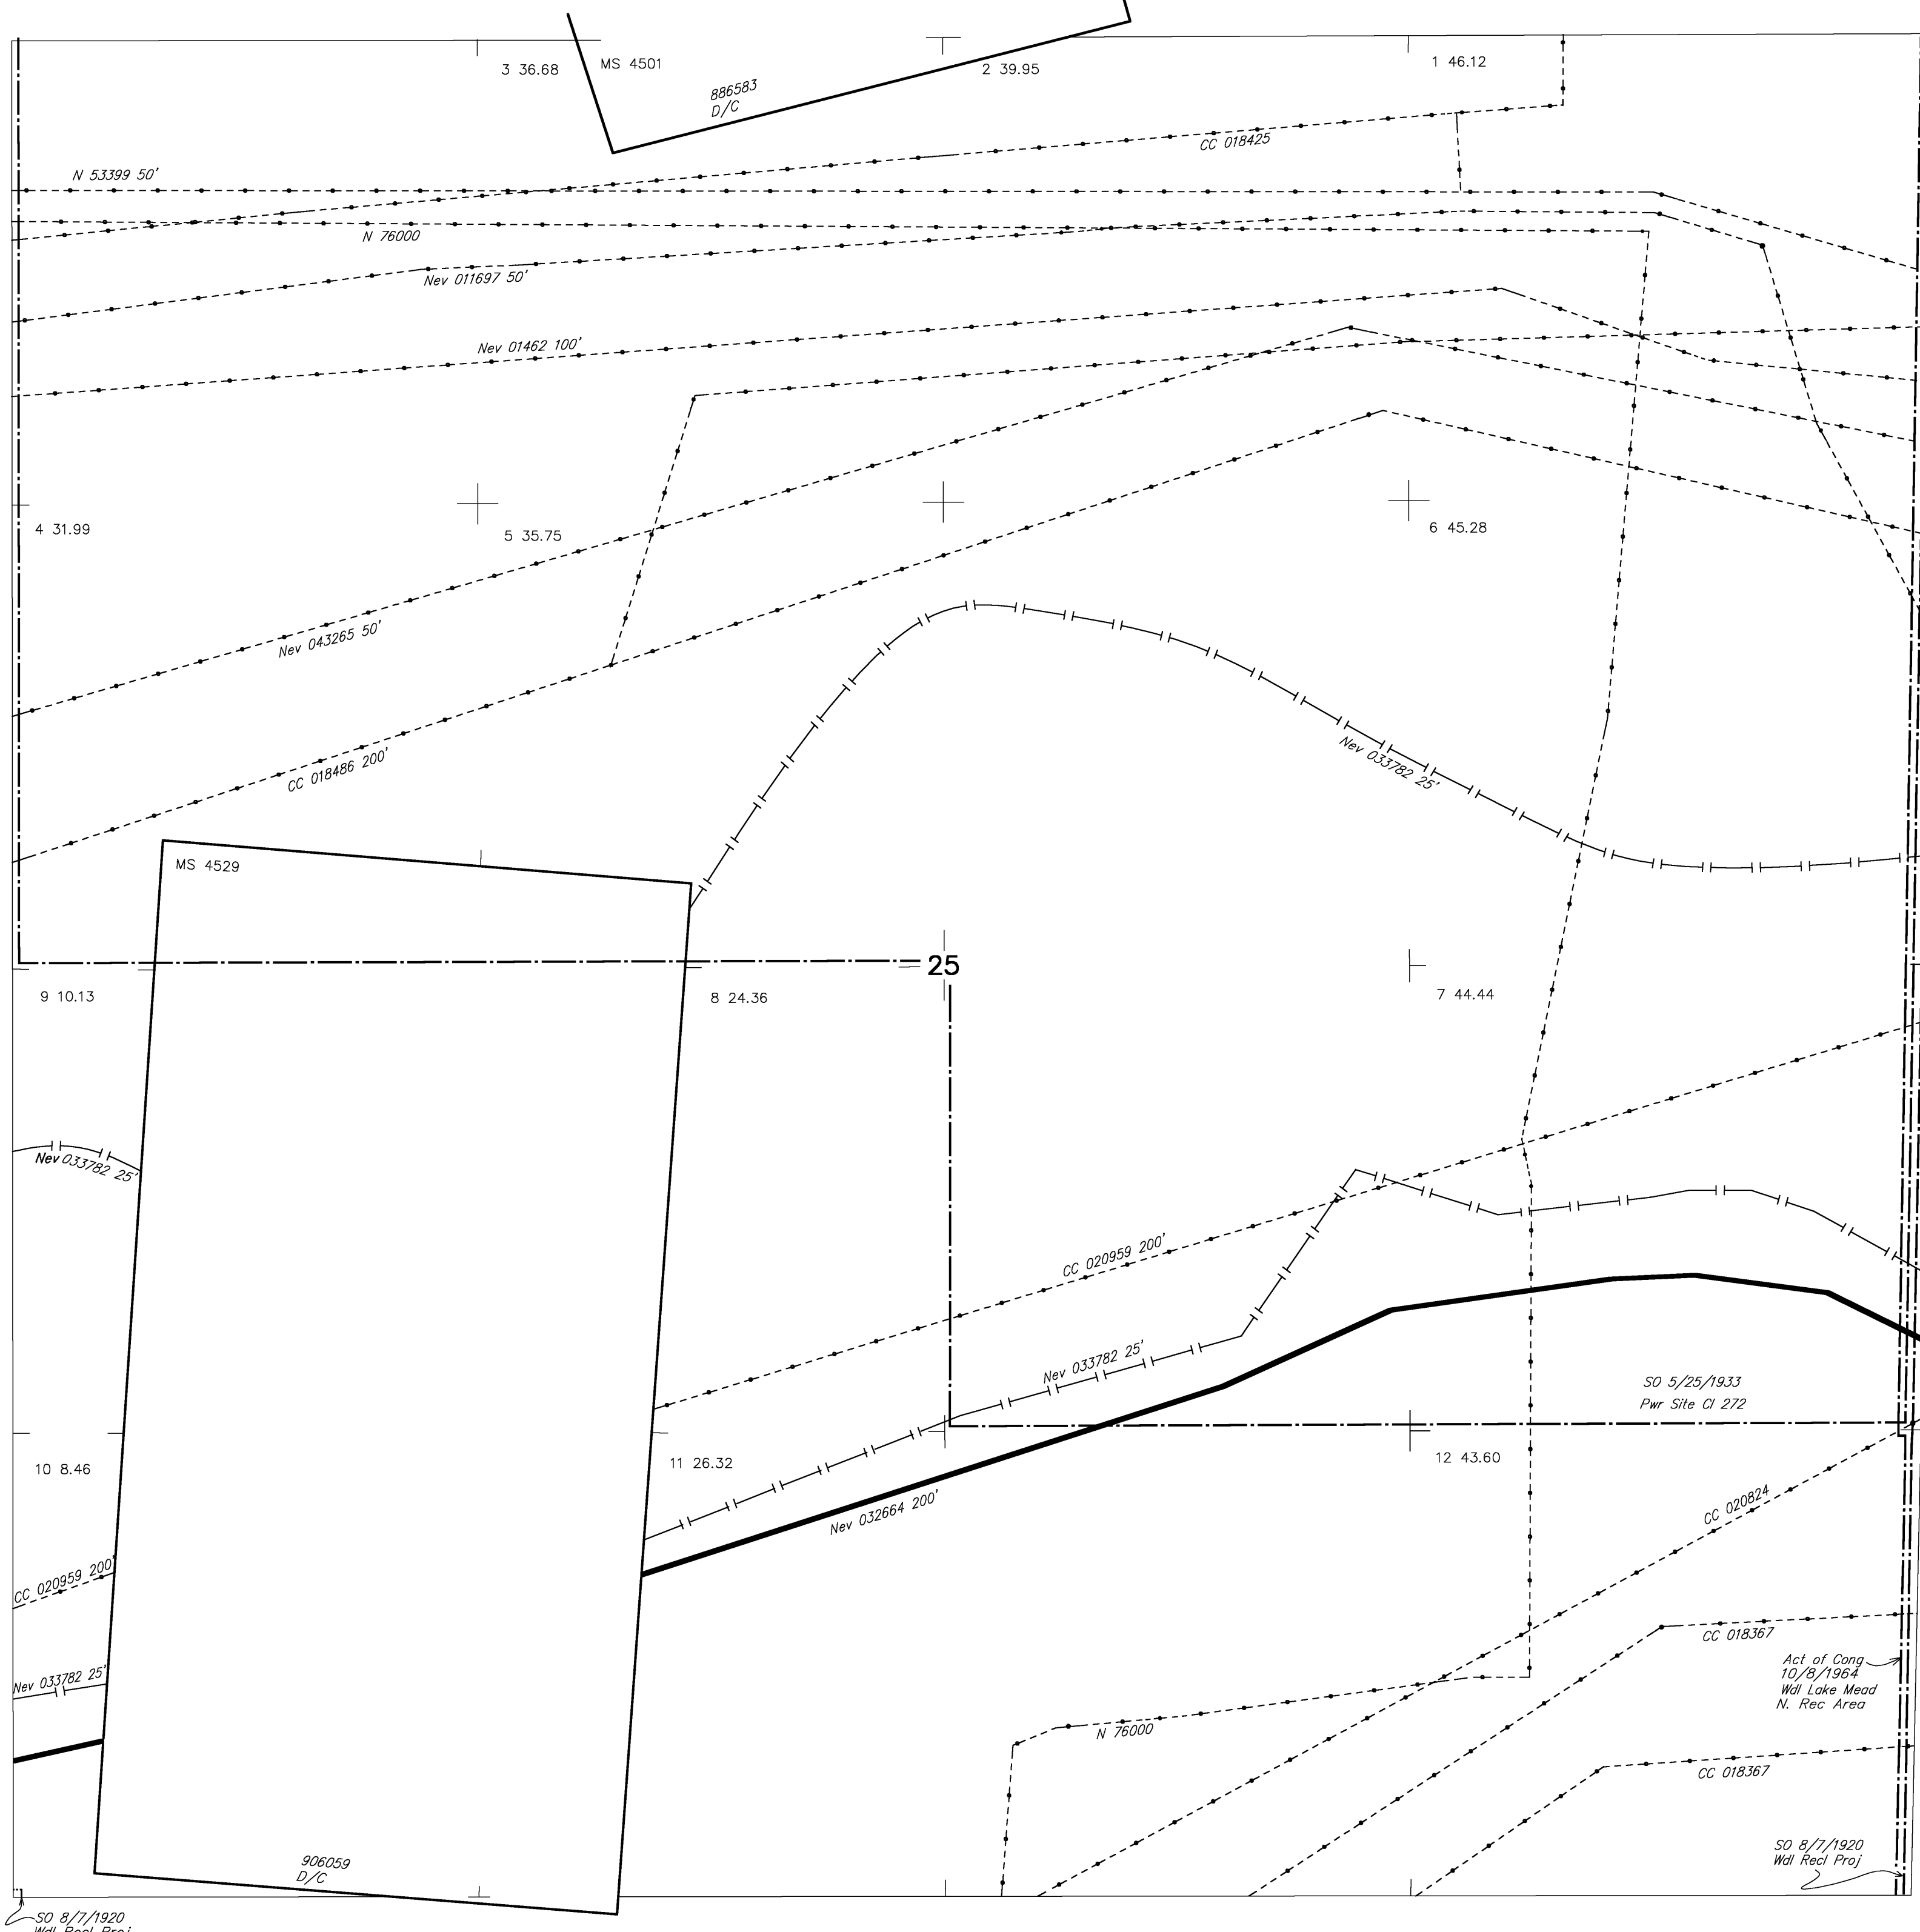 3 36.68
MS 4501
2 39.95
1 46.12
886583
D/C
CC 018425
N 53399 50'
N 76000
Nev 011697 50'
Nev 01462 100'
4 31.99
5 35.75
6 45.28
Nev 043265 50'
CC 018486 200'
Nev 033782 25'
MS 4529
25
9 10.13
8 24.36
7 44.44
Nev 033782 25'
CC 020959 200'
Nev 033782 25'
SO 5/25/1933
Pwr Site Cl 272
10 8.46
11 26.32
12 43.60
Nev 032664 200'
CC 020824
CC 020959 200'
CC 018367
Act of Cong
10/8/1964
Wdl Lake Mead
N. Rec Area
Nev 033782 25'
N 76000
CC 018367
SO 8/7/1920
Wdl Recl Proj
906059
D/C
SO 8/7/1920
Wdl Recl Proj